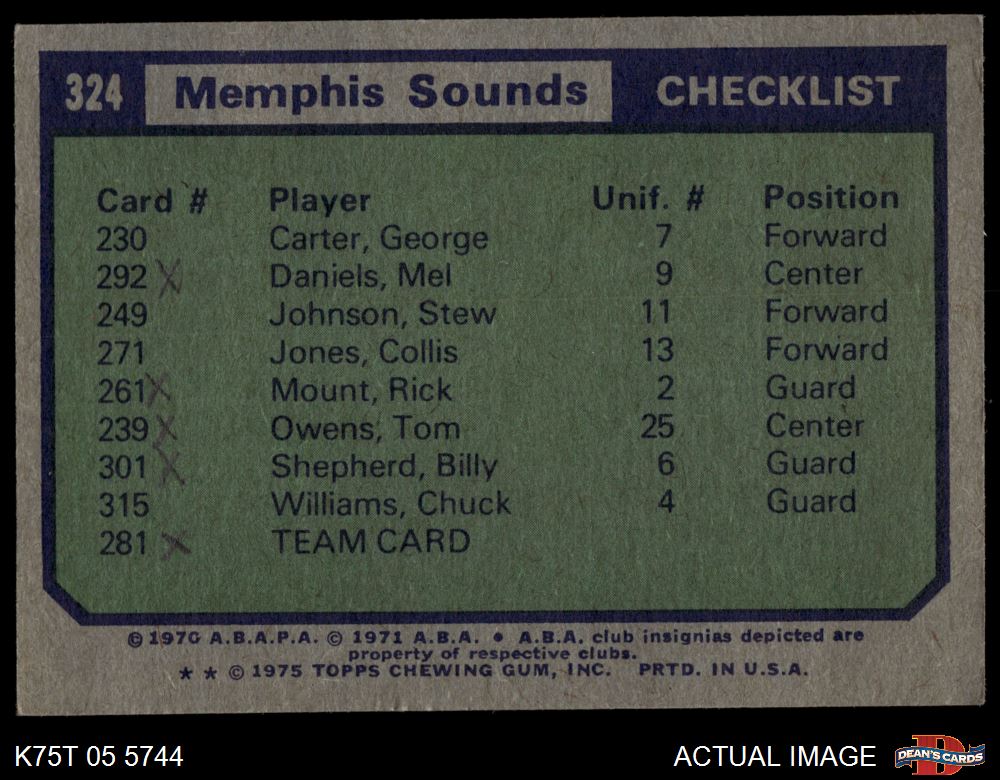 324 Memphis Sounds CHECKLIST
Card # Player Unif. # Position
230 Carter, George 7 Forward
292 X Daniels, Mel 9 Center
249 Johnson, Stew 11 Forward
271 Jones, Collis 13 Forward
261 X Mount, Rick 2 Guard
239 X Owens, Tom 25 Center
301 X Shepherd, Billy 6 Guard
315 Williams, Chuck 4 Guard
281 X TEAM CARD
© 1970 A.B.A.P.A. © 1971 A.B.A. • A.B.A. club insignias depicted are
property of respective clubs.
* * © 1975 TOPPS CHEWING GUM, INC. PRTD. IN U.S.A.
K75T 05 5744 ACTUAL IMAGE D DEAN'S CARDS